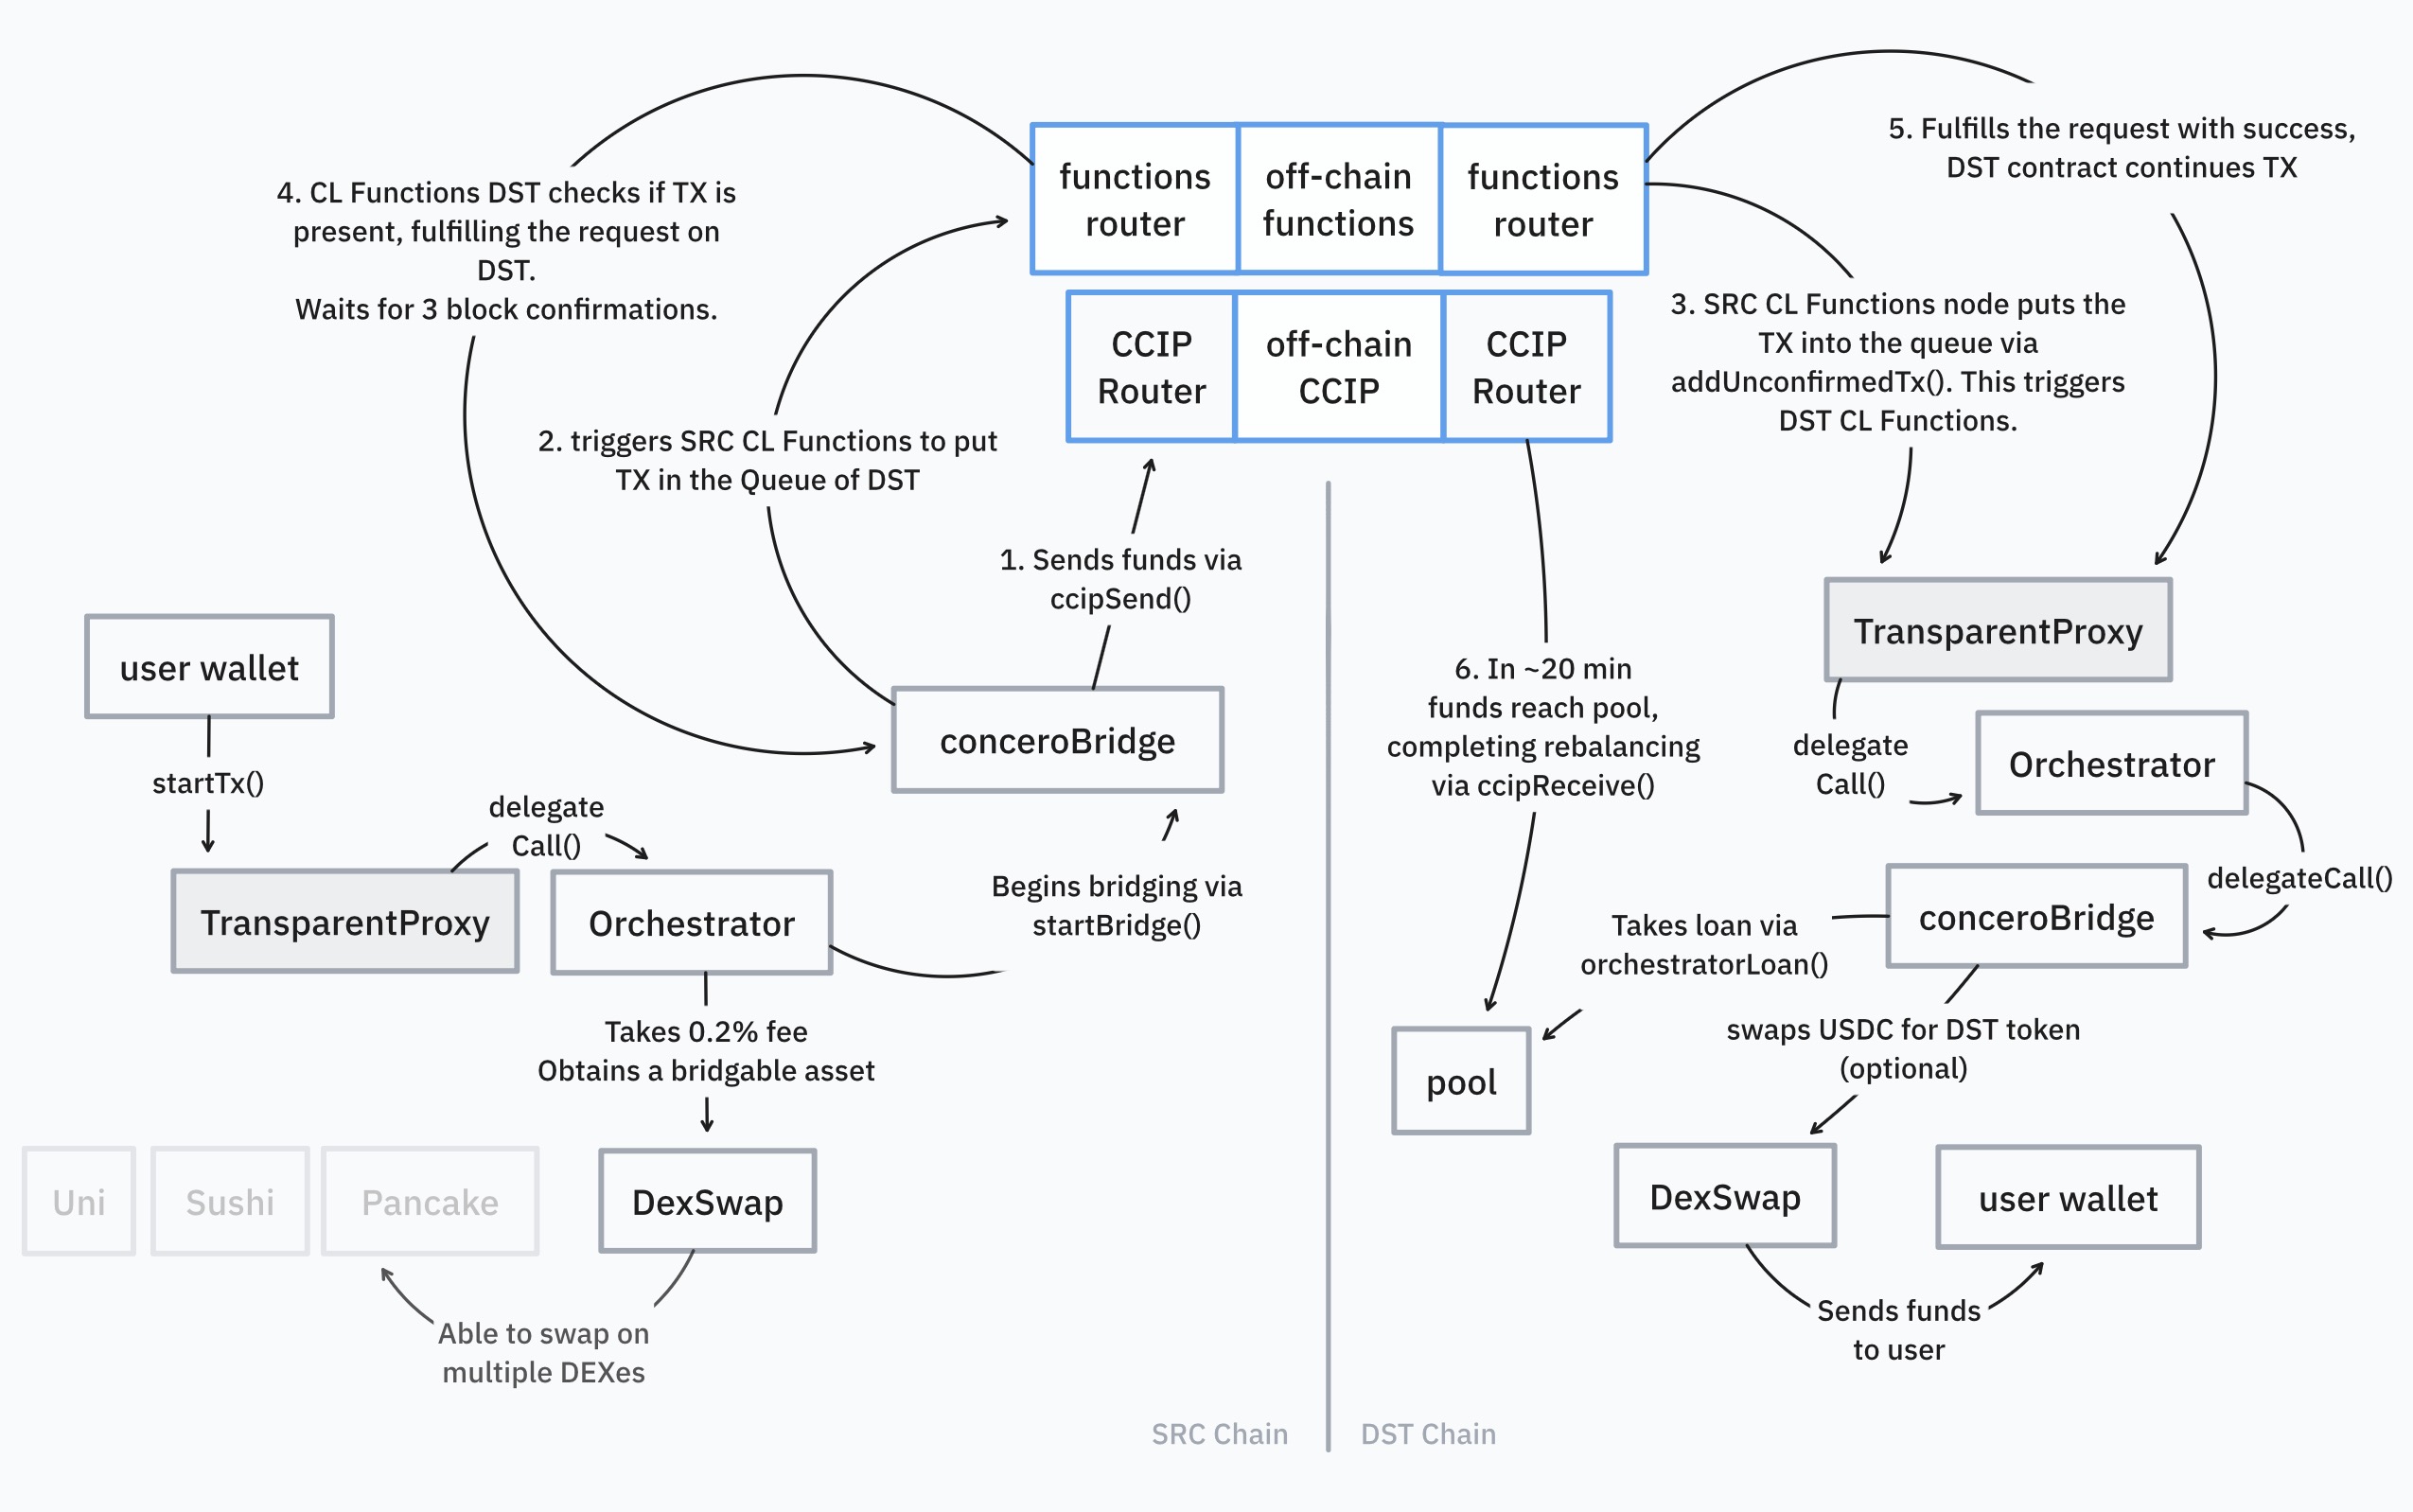 functions
router
off-chain
functions
functions
router
5. Fulfills the request with success,
DST contract continues TX
4. CL Functions DST checks if TX is
present, fulfilling the request on
DST.
Waits for 3 block confirmations.
CCIP
Router
off-chain
CCIP
CCIP
Router
3. SRC CL Functions node puts the
TX into the queue via
addUnconfirmedTx(). This triggers
DST CL Functions.
2. triggers SRC CL Functions to put
TX in the Queue of DST
1. Sends funds via
ccipSend()
user wallet
startTx()
conceroBridge
delegate
Call()
TransparentProxy
Orchestrator
Begins bridging via
startBridge()
Takes 0.2% fee
Obtains a bridgable asset
Uni
Sushi
Pancake
DexSwap
Able to swap on
multiple DEXes
SRC Chain
DST Chain
6. In ~20 min
funds reach pool,
completing rebalancing
via ccipReceive()
TransparentProxy
delegate
Call()
Orchestrator
delegateCall()
conceroBridge
Takes loan via
orchestratorLoan()
pool
swaps USDC for DST token
(optional)
DexSwap
user wallet
Sends funds
to user